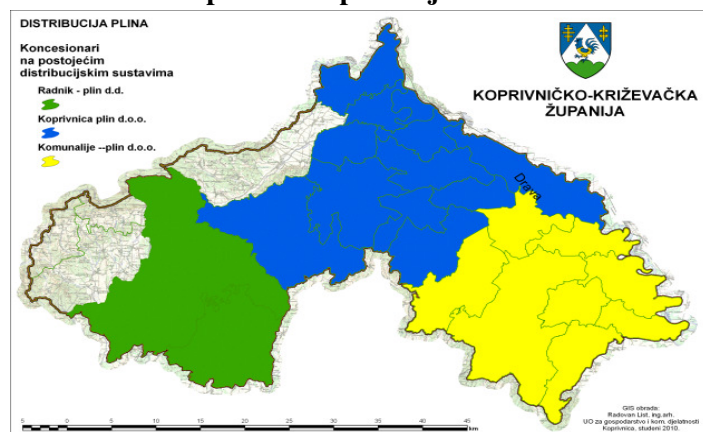 DISTRIBUCIJA PLINA
Koncesionari
na postojećim
distribucijskim sustavima
Radnik - plin d.d.
Koprivnica plin d.o.o.
Komunalije --plin d.o.o.
KOPRIVNIČKO-KRIŽEVAČKA
ŽUPANIJA
Drava
5 0 5 10 15 20 25 30 35 40 45
km
GIS obrada:
Radovan List, ing.arh.
UO za gospodarstvo i kom. djelatnosti
Koprivnica, studeni 2010.